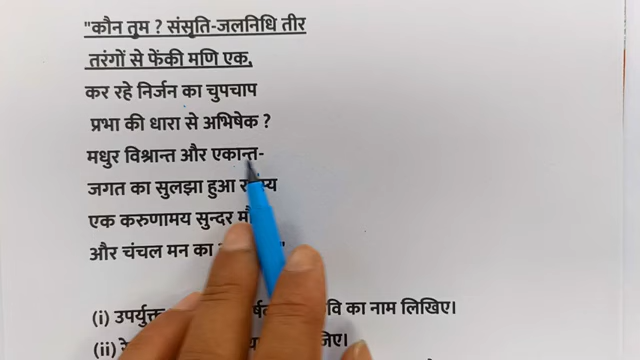 "कौन तुम ? संसृति-जलनिधि तीर
तरंगों से फेंकी मणि एक,
कर रहे निर्जन का चुपचाप
प्रभा की धारा से अभिषेक ?
मधुर विश्रान्त और एकान्त-
जगत का सुलझा हुआ
एक करुणामय सुन्दर
और चंचल मन का
(i) उपर्युक्त का नाम लिखिए।
(ii)